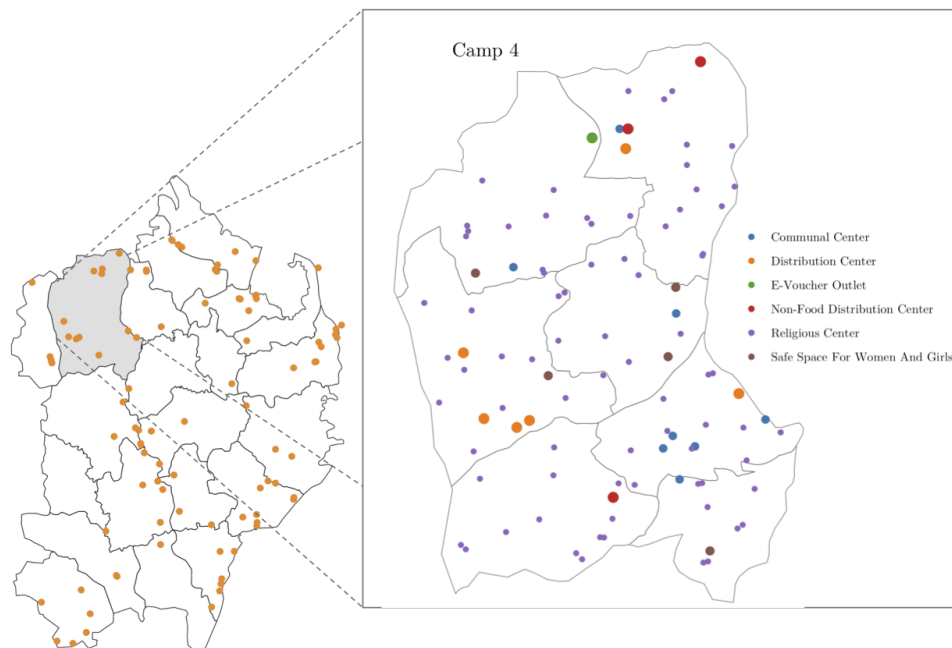 Camp 4
Communal Center
Distribution Center
E-Voucher Outlet
Non-Food Distribution Center
Religious Center
Safe Space For Women And Girls